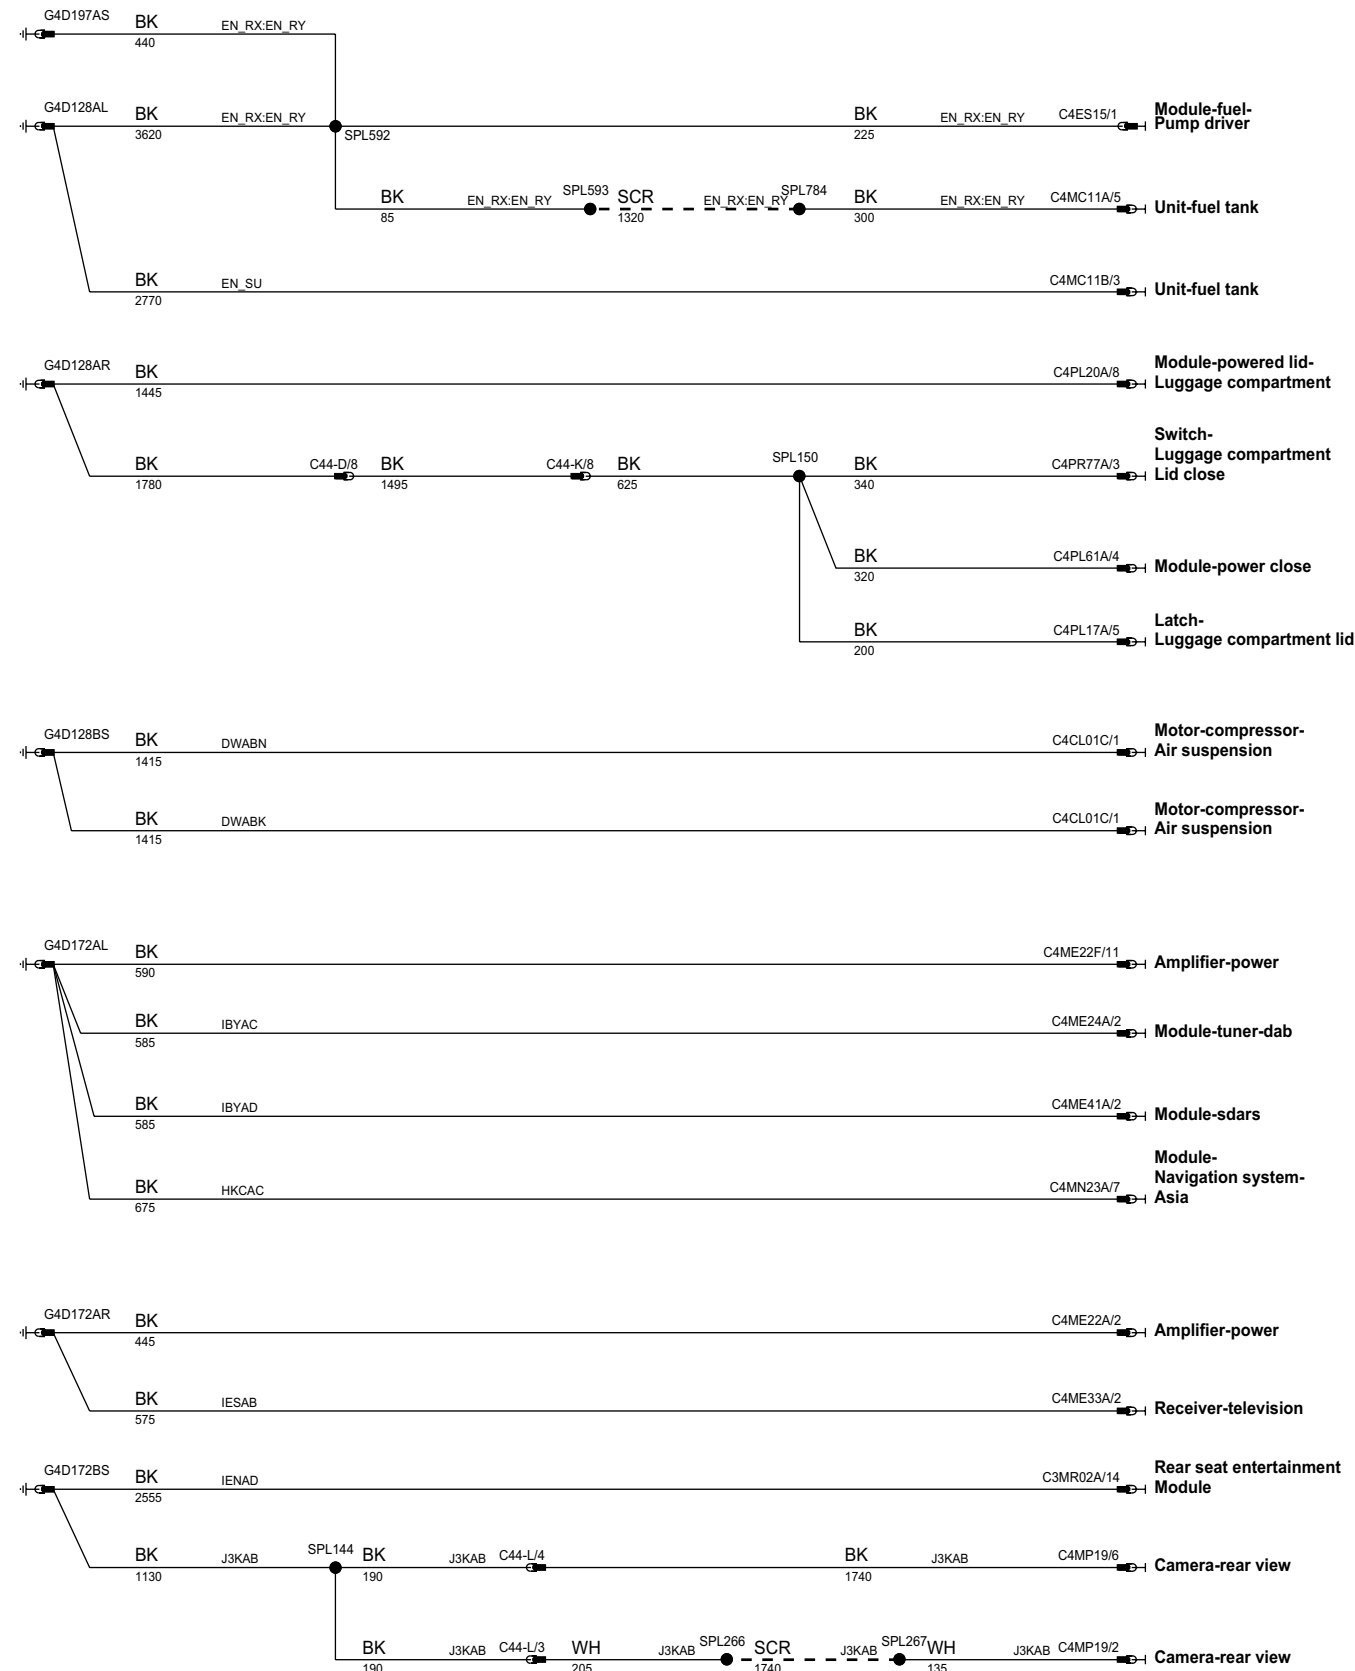 G4D197AS
BK
440
EN_RX:EN_RY
G4D128AL
BK
3620
EN_RX:EN_RY
SPL592
BK
225
EN_RX:EN_RY
C4ES15/1
Module-fuel-
Pump driver
BK
85
EN_RX:EN_RY
SPL593
SCR
1320
EN_RX:EN_RY
SPL784
BK
300
EN_RX:EN_RY
C4MC11A/5
Unit-fuel tank
BK
2770
EN_SU
C4MC11B/3
Unit-fuel tank
G4D128AR
BK
1445
C4PL20A/8
Module-powered lid-
Luggage compartment
BK
1780
C44-D/8
BK
1495
C44-K/8
BK
625
SPL150
BK
340
C4PR77A/3
Switch-
Luggage compartment
Lid close
BK
320
C4PL61A/4
Module-power close
BK
200
C4PL17A/5
Latch-
Luggage compartment lid
G4D128BS
BK
1415
DWABN
C4CL01C/1
Motor-compressor-
Air suspension
BK
1415
DWABK
C4CL01C/1
Motor-compressor-
Air suspension
G4D172AL
BK
590
C4ME22F/11
Amplifier-power
BK
585
IBYAC
C4ME24A/2
Module-tuner-dab
BK
585
IBYAD
C4ME41A/2
Module-sdars
BK
675
HKCAC
C4MN23A/7
Module-
Navigation system-
Asia
G4D172AR
BK
445
C4ME22A/2
Amplifier-power
BK
575
IESAB
C4ME33A/2
Receiver-television
G4D172BS
BK
2555
IENAD
C3MR02A/14
Rear seat entertainment
Module
BK
1130
J3KAB
SPL144
BK
190
J3KAB
C44-L/4
BK
1740
J3KAB
C4MP19/6
Camera-rear view
BK
190
J3KAB
C44-L/3
WH
205
J3KAB
SPL266
SCR
1740
J3KAB
SPL267
WH
135
J3KAB
C4MP19/2
Camera-rear view